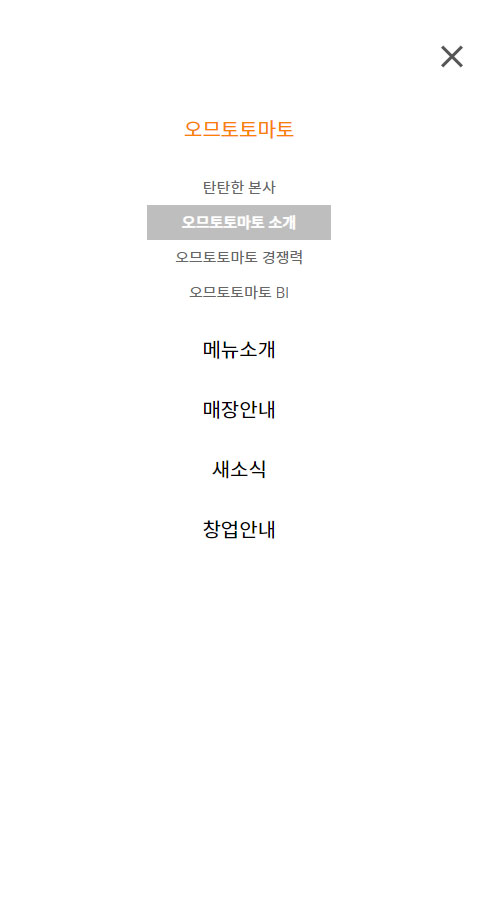 오므토토마토
탄탄한 본사
오므토토마토 소개
오므토토마토 경쟁력
오므토토마토 BI
메뉴소개
매장안내
새소식
창업안내